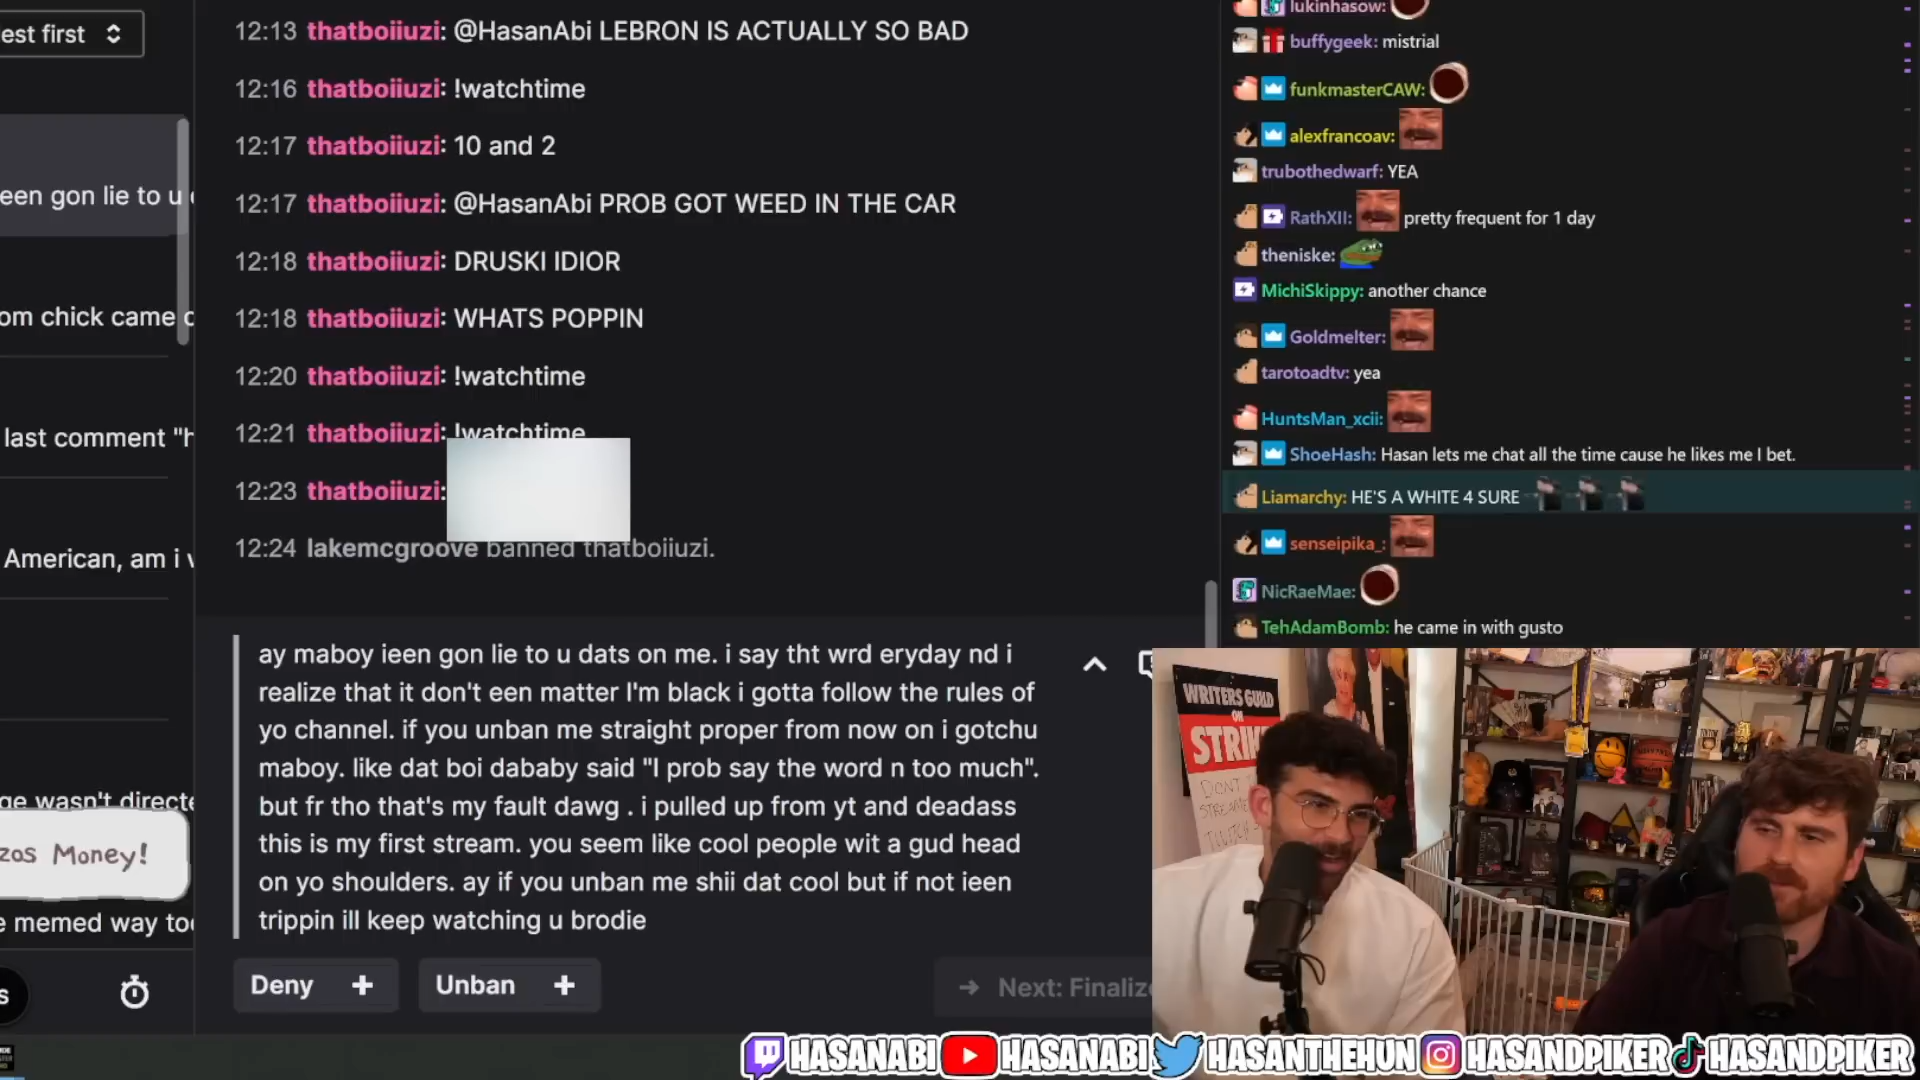 est first
een gon lie to u
om chick came
last comment "h
American, am i
ge wasn't directe
zos Money!
e memed way too
s
12:13 thatboiiuzi: @HasanAbi LEBRON IS ACTUALLY SO BAD
12:16 thatboiiuzi: !watchtime
12:17 thatboiiuzi: 10 and 2
12:17 thatboiiuzi: @HasanAbi PROB GOT WEED IN THE CAR
12:18 thatboiiuzi: DRUSKI IDIOR
12:18 thatboiiuzi: WHATS POPPIN
12:20 thatboiiuzi: !watchtime
12:21 thatboiiuzi: !watchtime
12:23 thatboiiuzi:
12:24 lakemcgroove banned thatboiiuzi.
ay maboy ieen gon lie to u dats on me. i say tht wrd eryday nd i
realize that it don't een matter I'm black i gotta follow the rules of
yo channel. if you unban me straight proper from now on i gotchu
maboy. like dat boi dababy said "I prob say the word n too much".
but fr tho that's my fault dawg . i pulled up from yt and deadass
this is my first stream. you seem like cool people wit a gud head
on yo shoulders. ay if you unban me shii dat cool but if not ieen
trippin ill keep watching u brodie
Deny +
Unban +
→ Next: Finalize
lukinhasow:
buffygeek: mistrial
funkmasterCAW:
alexfrancoav:
trubothedwarf: YEA
RathXII: pretty frequent for 1 day
theniske:
MichiSkippy: another chance
Goldmelter:
tarotoadtv: yea
HuntsMan_xcii:
ShoeHash: Hasan lets me chat all the time cause he likes me I bet.
Liamarchy: HE'S A WHITE 4 SURE
senseipika_:
NicRaeMae:
TehAdamBomb: he came in with gusto
WRITERS GUILD
ON
STRIK
HASANABI HASANABI HASANTHEHUN HASANDPIKER HASANDPIKER